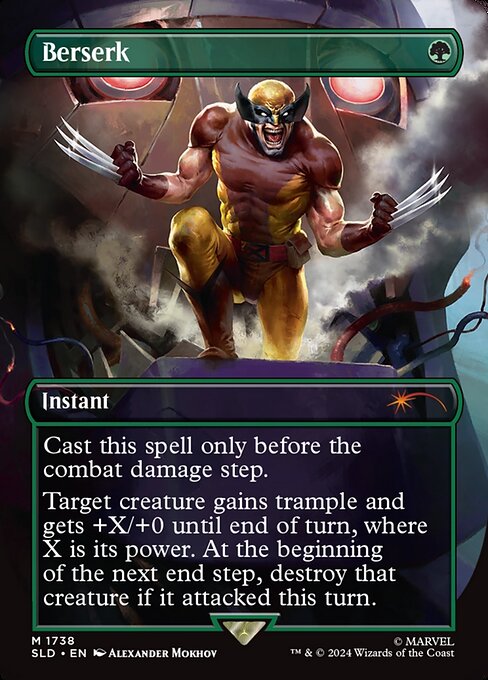 Berserk
Instant
Cast this spell only before the
combat damage step.
Target creature gains trample and
gets +X/+0 until end of turn, where
X is its power. At the beginning
of the next end step, destroy that
creature if it attacked this turn.
M 1738
SLD • EN Alexander Mokhov
© MARVEL
™ & © 2024 Wizards of the Coast